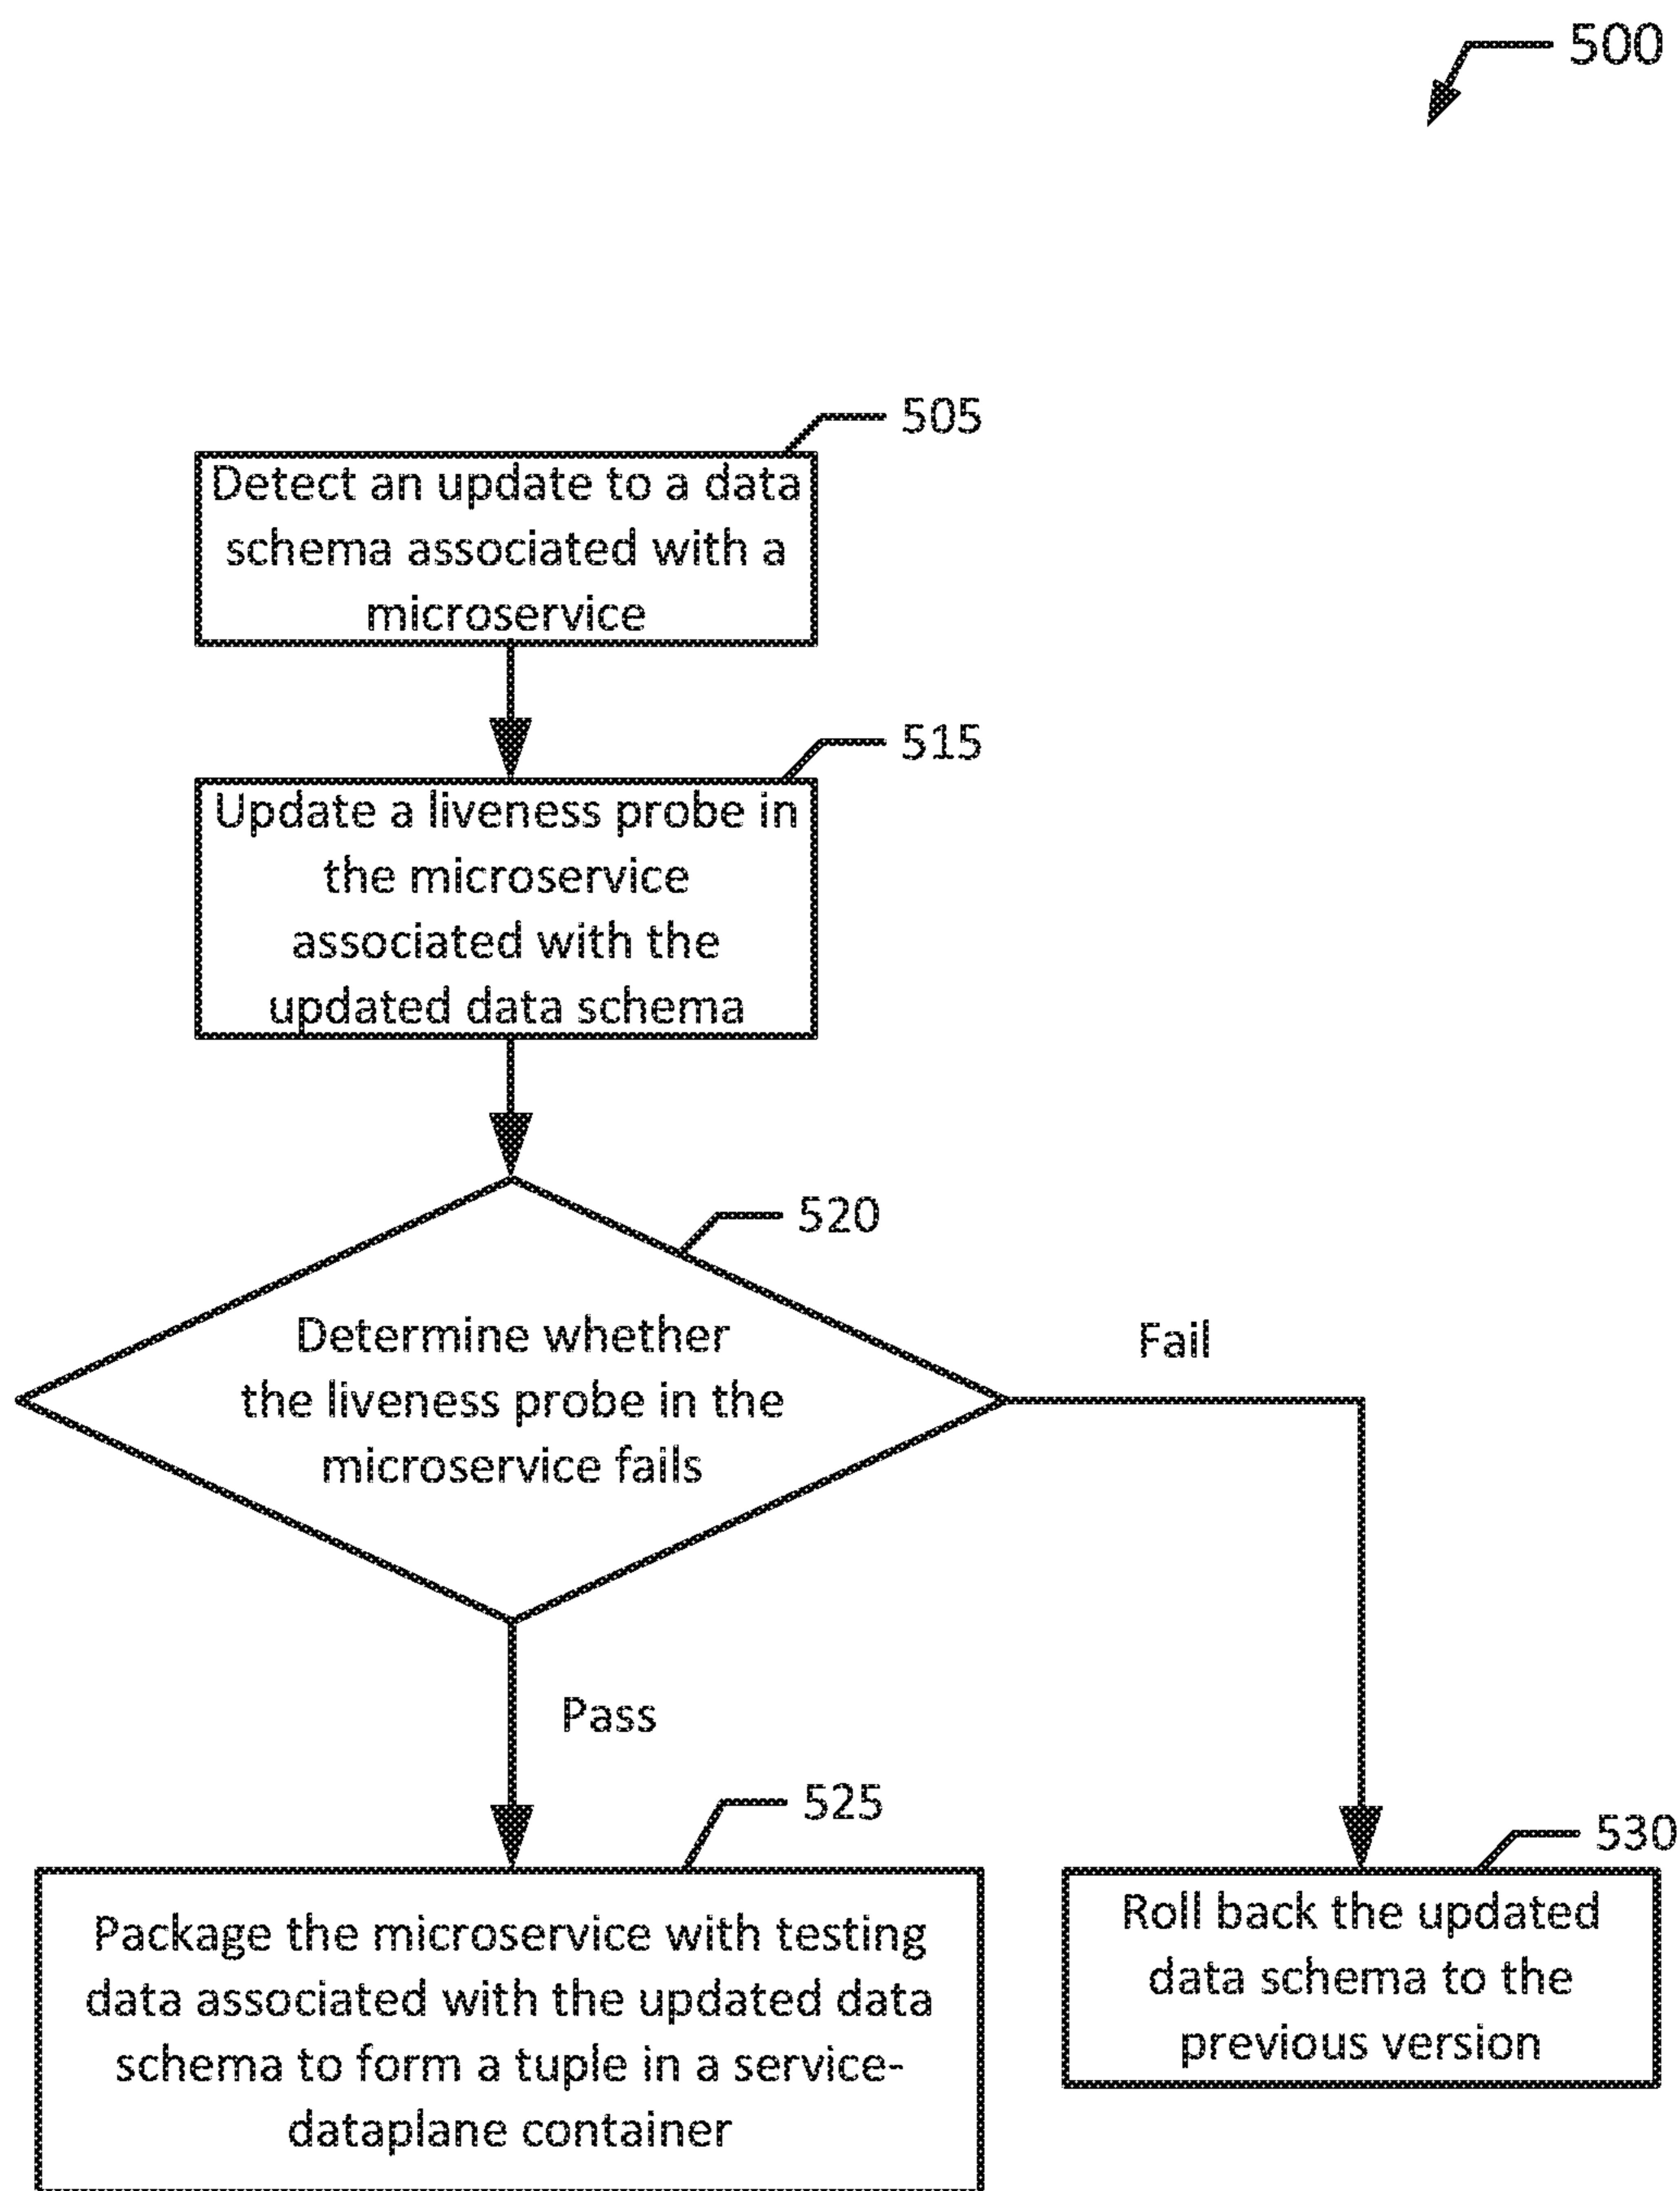 500
505
Detect an update to a data
schema associated with a
microservice
515
Update a liveness probe in
the microservice
associated with the
updated data schema
520
Determine whether
the liveness probe in the
microservice fails
Fail
Pass
525
Package the microservice with testing
data associated with the updated data
schema to form a tuple in a service-
dataplane container
530
Roll back the updated
data schema to the
previous version